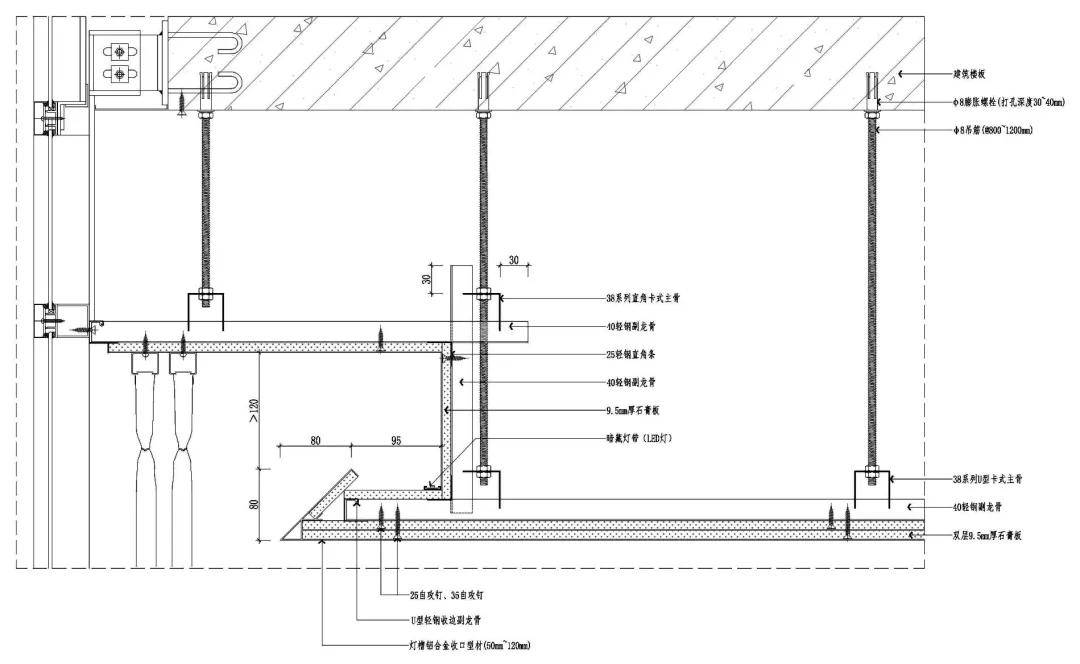 建筑楼板
φ8膨胀螺栓(打孔深度30~40mm)
φ8吊筋(@800~1200mm)
30
30
38系列直角卡式主骨
40轻钢副龙骨
25轻钢直角条
40轻钢副龙骨
>120
9.5mm厚石膏板
80
95
暗藏灯带（LED灯）
80
38系列U型卡式主骨
40轻钢副龙骨
双层9.5mm厚石膏板
25自攻钉、35自攻钉
U型轻钢收边副龙骨
灯槽铝合金收口型材(50mm~120mm)